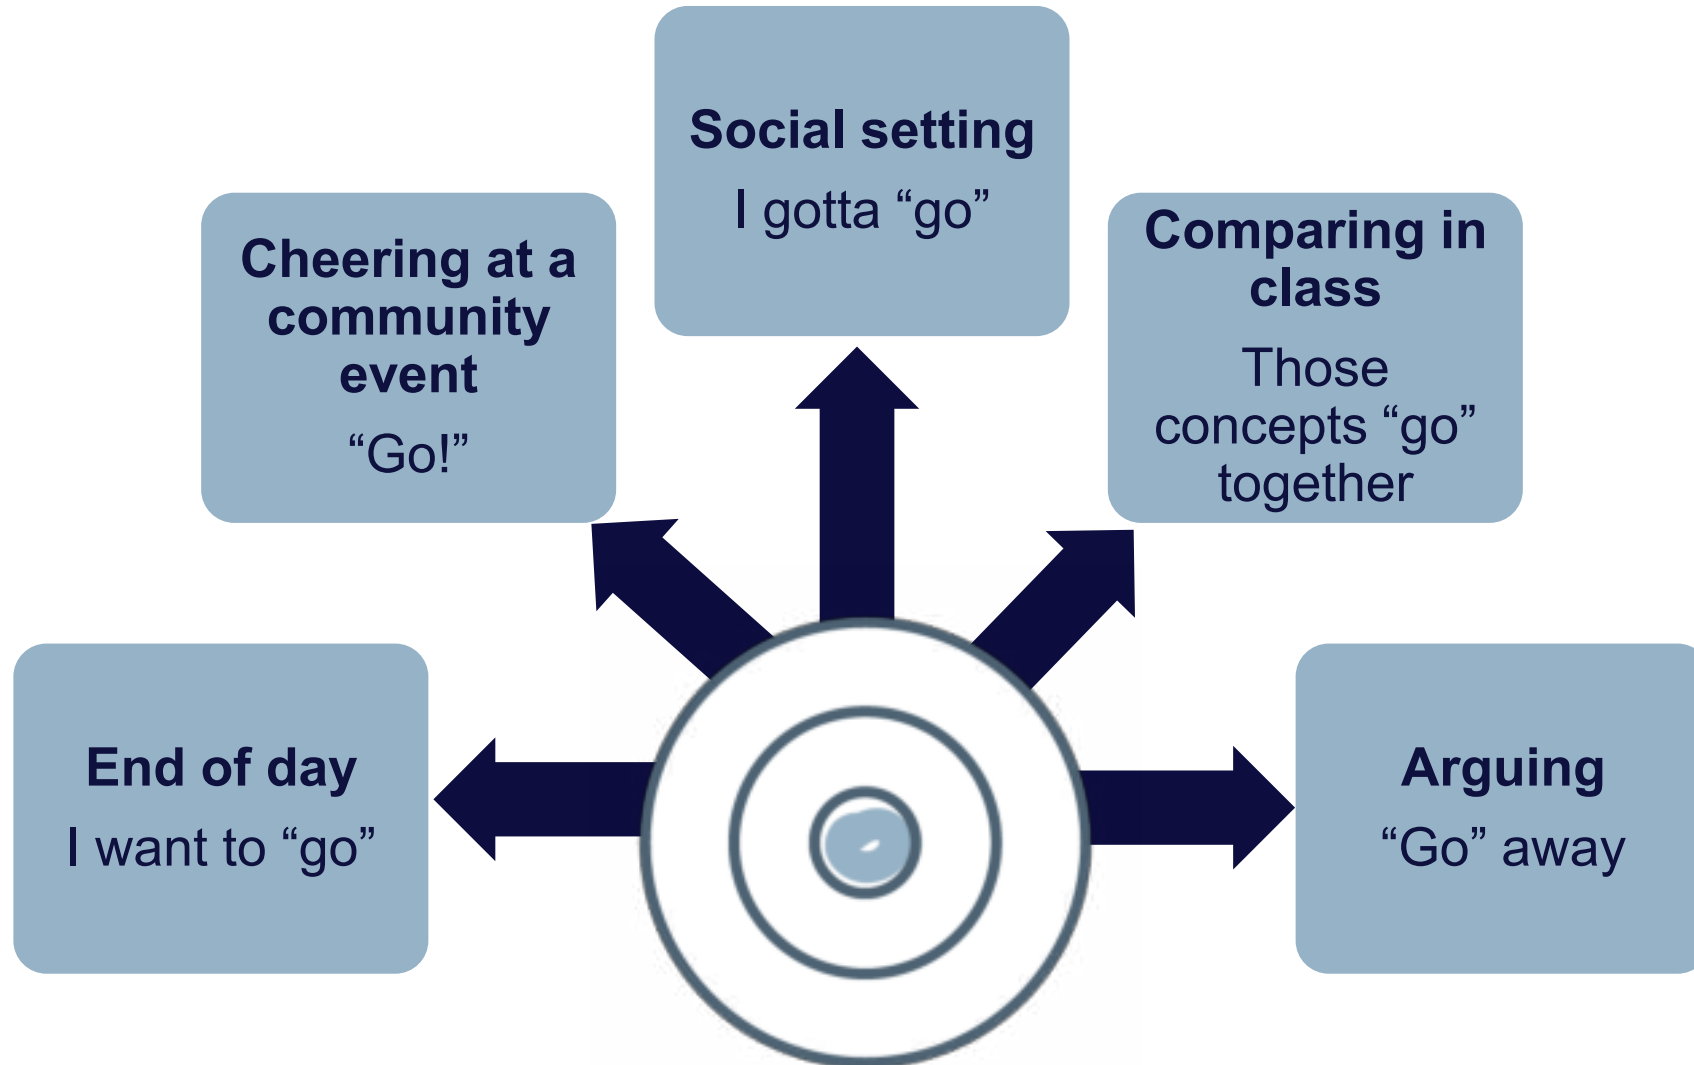 Social setting
I gotta “go”
Cheering at a
community
event
“Go!”
Comparing in
class
Those
concepts “go”
together
End of day
I want to “go”
Arguing
“Go” away